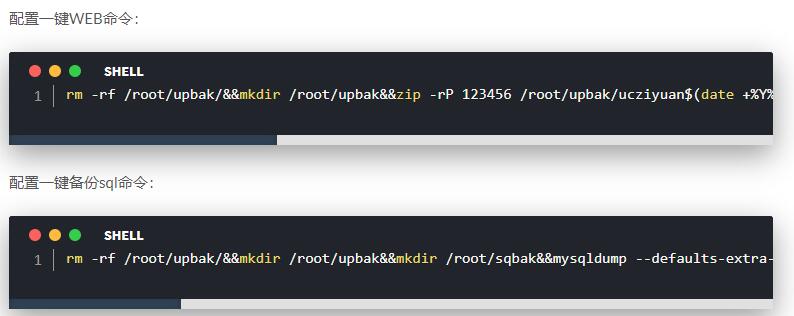 配置一键WEB命令：
SHELL
1 rm -rf /root/upbak/&&mkdir /root/upbak&&zip -rP 123456 /root/upbak/ucziyuan$(date +%Y%
配置一键备份sql命令：
SHELL
1 rm -rf /root/upbak/&&mkdir /root/upbak&&mkdir /root/sqbak&&mysqldump --defaults-extra-